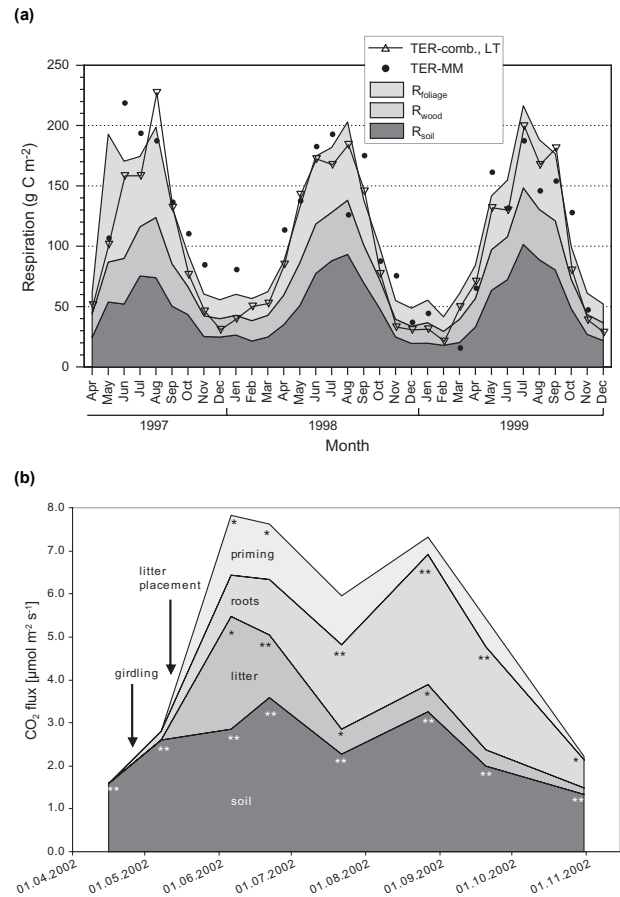 (a)
TER-comb., LT
TER-MM
R foliage
R wood
R soil
250
200
150
100
50
0
Respiration (g C m-2)
Apr May Jun Jul Aug Sep Oct Nov Dec Jan Feb Mar Apr May Jun Jul Aug Sep Oct Nov Dec Jan Feb Mar Apr May Jun Jul Aug Sep Oct Nov Dec
1997 1998 1999
Month
(b)
8.0
7.0
6.0
5.0
4.0
3.0
2.0
1.0
0.0
CO2 flux [µmol m-2 s-1]
litter
placement
girdling
*
*
priming
roots
*
**
litter
**
**
**
**
**
*
**
**
*
**
**
**
*
**
soil
01.04.2002 01.05.2002 01.06.2002 01.07.2002 01.08.2002 01.09.2002 01.10.2002 01.11.2002